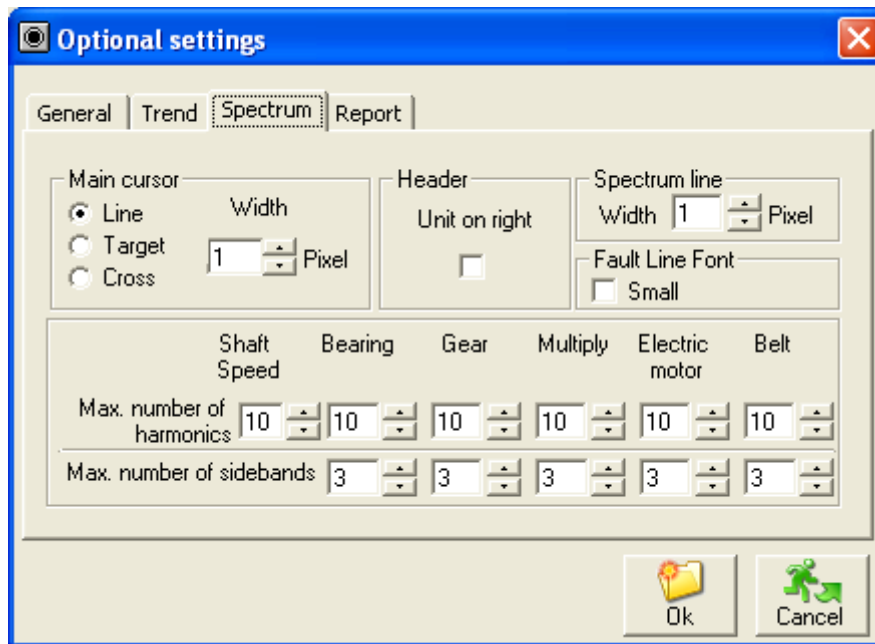 Optional settings
General Trend Spectrum Report
Main cursor
Line
Target
Cross
Width
1 Pixel
Header
Unit on right
Spectrum line
Width 1 Pixel
Fault Line Font
Small
Shaft Speed Bearing Gear Multiply Electric motor Belt
Max. number of
harmonics 10 10 10 10 10 10
Max. number of sidebands 3 3 3 3 3
Ok
Cancel